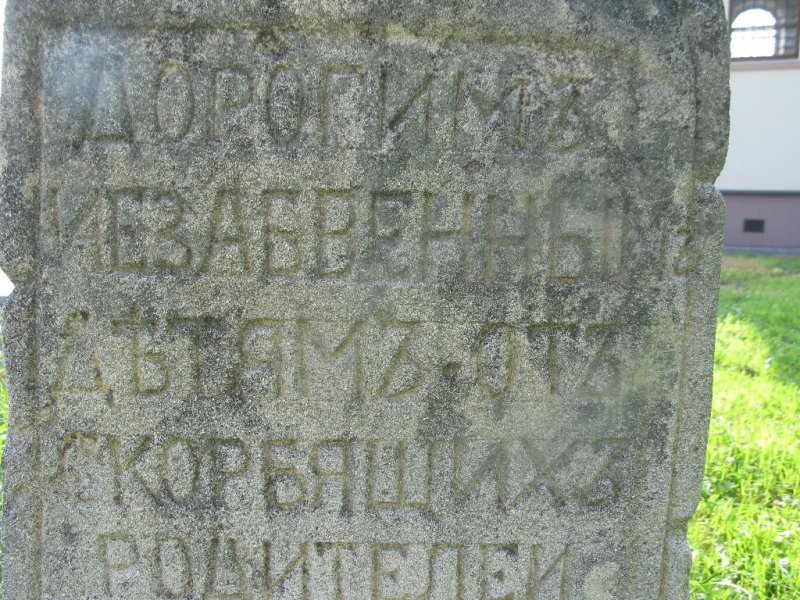 ДОРОГИМЪ
НЕЗАБВЕННЫМЪ
ДѢТЯМЪ·ОТЪ
СКОРБЯЩИХЪ
РОДИТЕЛЕЙ